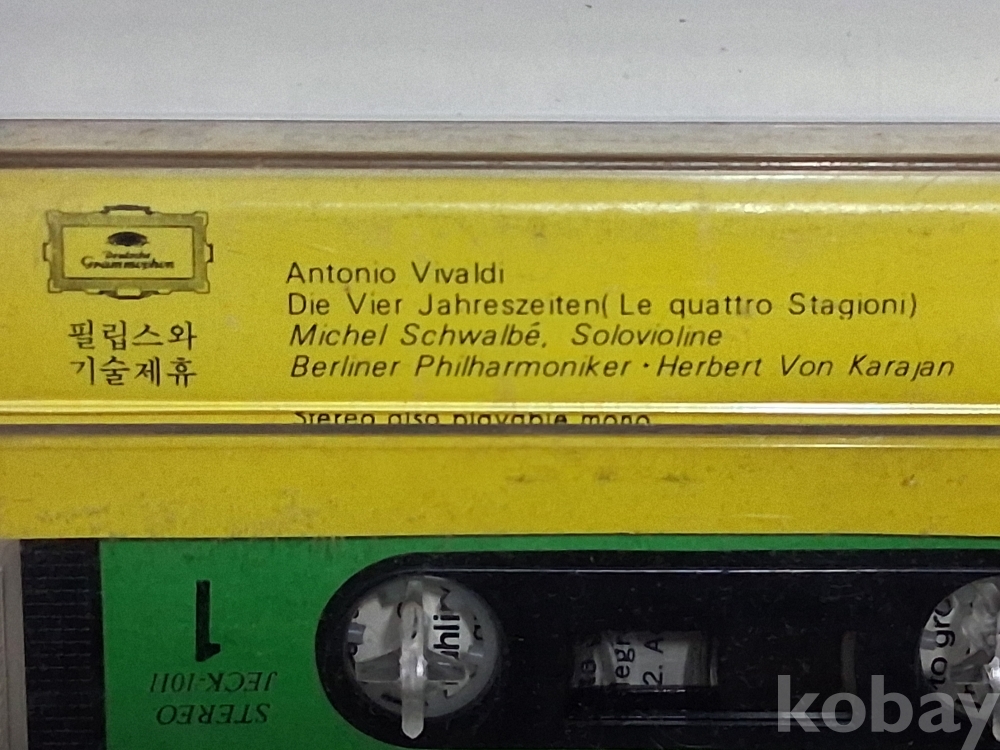 Deutsche
Grammophon
필립스와
기술제휴
Antonio Vivaldi
Die Vier Jahreszeiten( Le quattro Stagioni)
Michel Schwalbé, Solovioline
Berliner Philharmoniker · Herbert Von Karajan
Stereo also playable mono
1
JECK-1011
STEREO
2. A
kobay